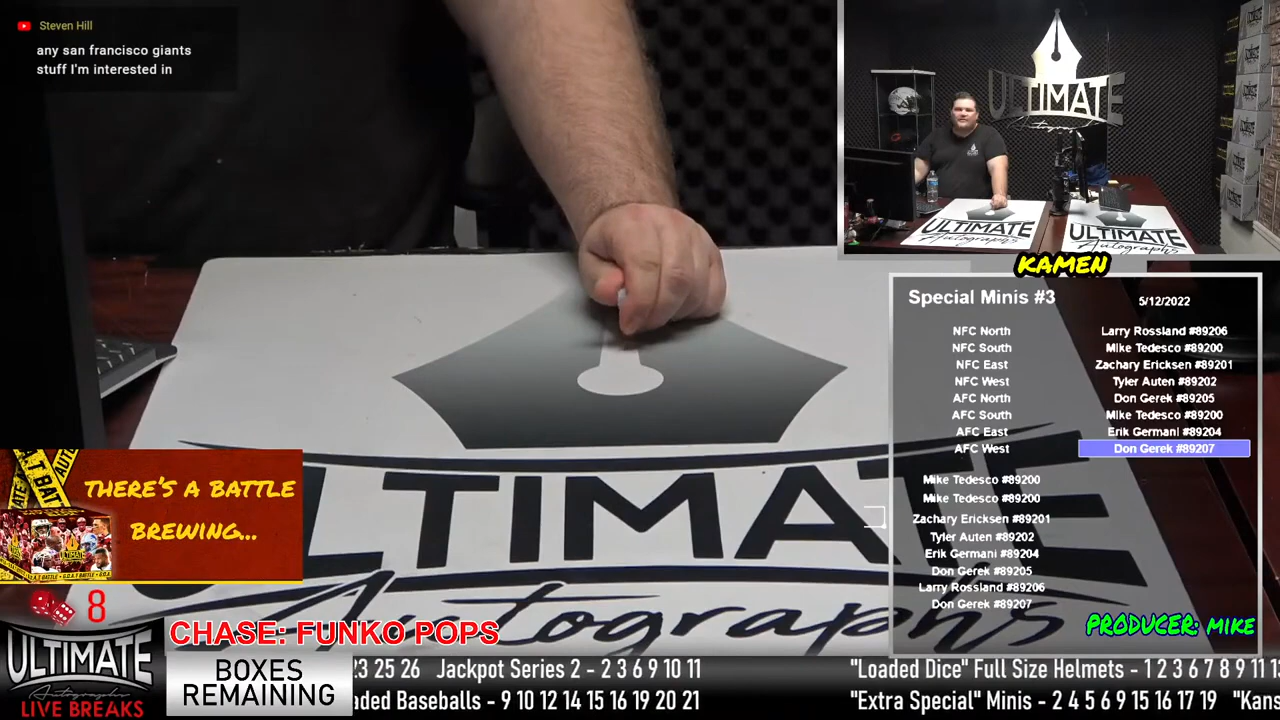 Steven Hill
any san francisco giants
stuff I'm interested in
ULTIMATE
ULTIMATE
Autographs
ULTIMATE
Autographs
KAMEN
Special Minis #3
5/12/2022
NFC North Larry Rossland #89206
NFC South Mike Tedesco #89200
NFC East Zachary Ericksen #89201
NFC West Tyler Auten #89202
AFC North Don Gerek #89205
AFC South Mike Tedesco #89200
AFC East Erik Germani #89204
AFC West Don Gerek #89207
Mike Tedesco #89200
Mike Tedesco #89200
Zachary Ericksen #89201
Tyler Auten #89202
Erik Germani #89204
Don Gerek #89205
Larry Rossland #89206
Don Gerek #89207
PRODUCER: MIKE
THERE'S A BATTLE
BREWING...
ULTIMATE
Autographs
8
CHASE: FUNKO POPS
ULTIMATE
Autographs
LIVE BREAKS
BOXES
REMAINING
23 25 26 Jackpot Series 2 - 2 3 6 9 10 11 "Loaded Dice" Full Size Helmets - 1 2 3 6 7 8 9 11
aded Baseballs - 9 10 12 14 15 16 19 20 21 "Extra Special" Minis - 2 4 5 6 9 15 16 17 19 "Kans